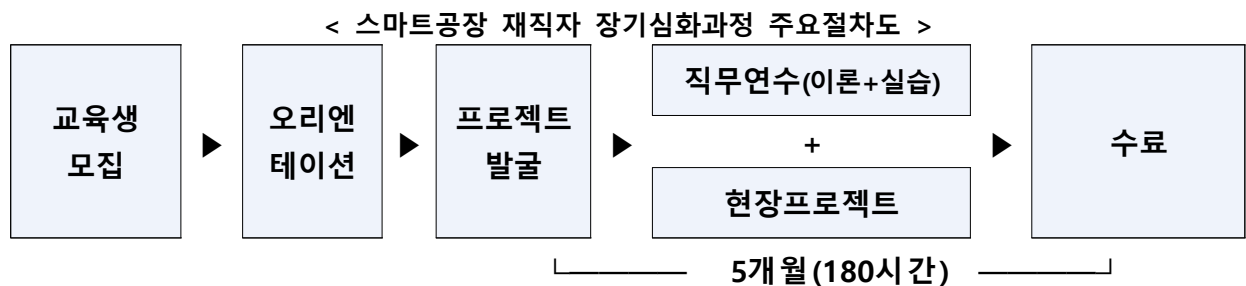 < 스마트공장 재직자 장기심화과정 주요절차도 >
교육생
모집
▶
오리엔
테이션
▶
프로젝트
발굴
▶
직무연수(이론+실습)
+
현장프로젝트
▶
수료
5개월(180시간)